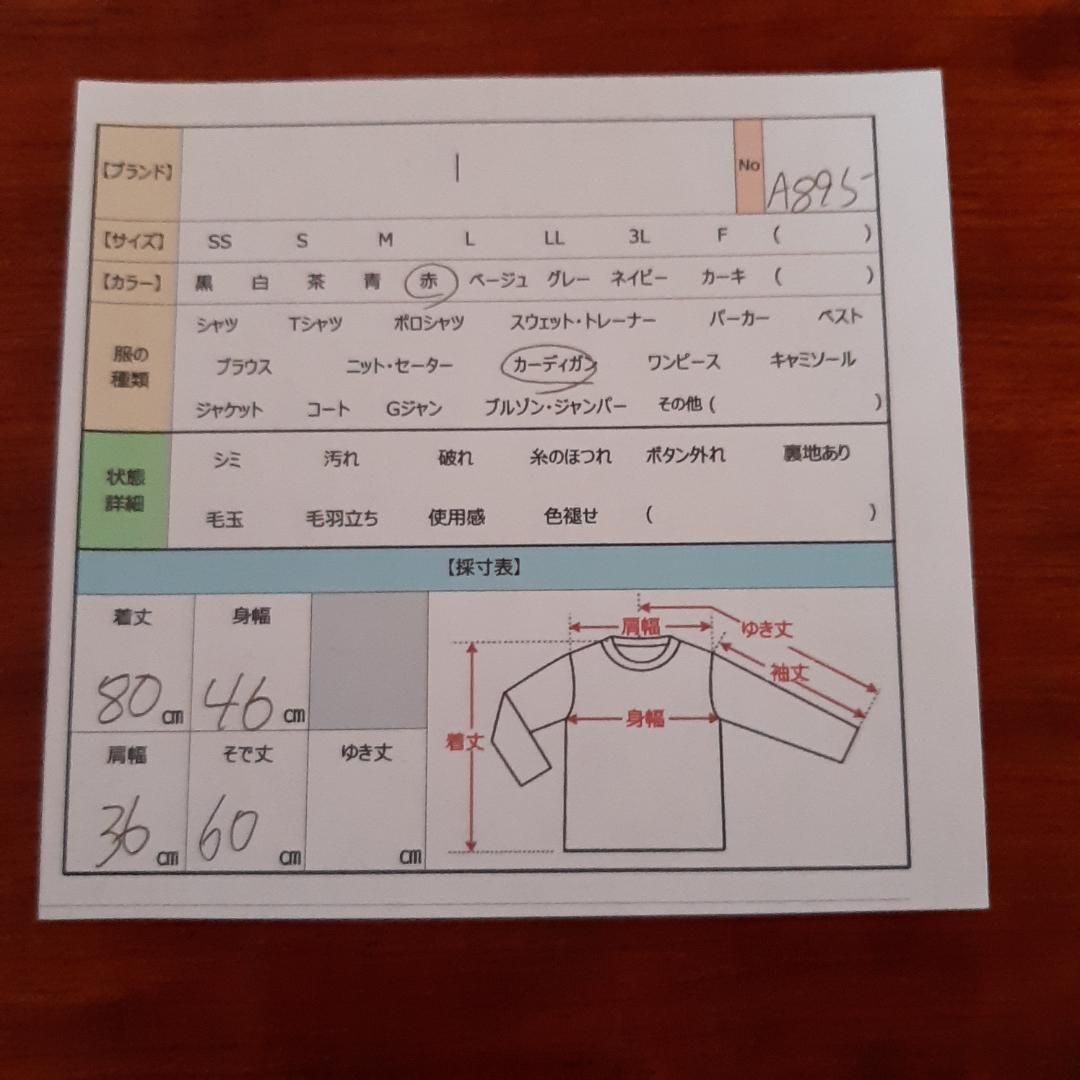 【ブランド】 | No A895
【サイズ】 SS S M L LL 3L F ( )
【カラー】 黒 白 茶 青 赤 ベージュ グレー ネイビー カーキ ( )
服の種類 シャツ Tシャツ ポロシャツ スウェット・トレーナー パーカー ベスト
ブラウス ニット・セーター カーディガン ワンピース キャミソール
ジャケット コート Gジャン ブルゾン・ジャンパー その他 ( )
状態詳細 シミ 汚れ 破れ 糸のほつれ ボタン外れ 裏地あり
毛玉 毛羽立ち 使用感 色褪せ ( )
【採寸表】
着丈 身幅
80 cm 46 cm
肩幅 そで丈 ゆき丈
36 cm 60 cm cm
肩幅 ゆき丈
袖丈
身幅
着丈